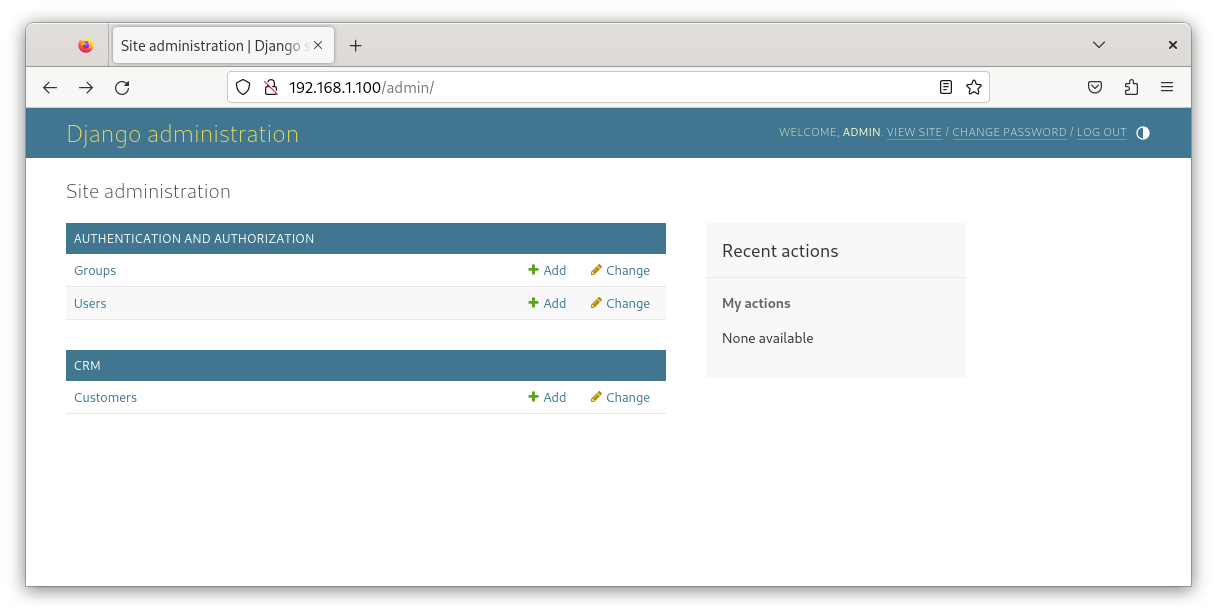 Site administration | Django s
192.168.1.100/admin/
Django administration
WELCOME, ADMIN. VIEW SITE / CHANGE PASSWORD / LOG OUT
Site administration
AUTHENTICATION AND AUTHORIZATION
Groups Add Change
Users Add Change
CRM
Customers Add Change
Recent actions
My actions
None available